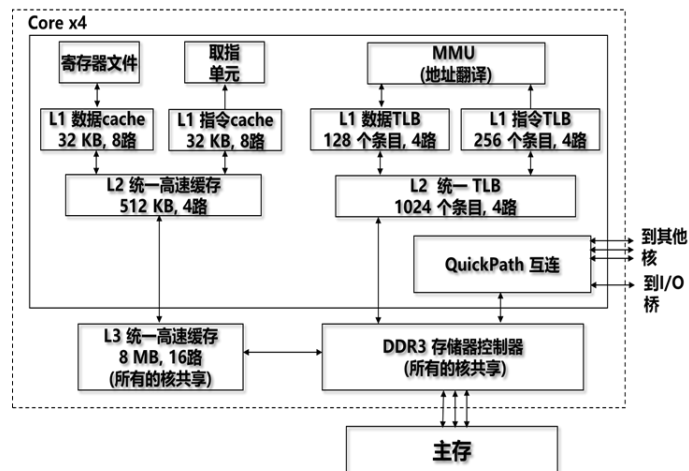 Core x4
寄存器文件
取指
单元
MMU
(地址翻译)
L1 数据cache
32 KB, 8路
L1 指令cache
32 KB, 8路
L1 数据TLB
128 个条目, 4路
L1 指令TLB
256 个条目, 4路
L2 统一高速缓存
512 KB, 4路
L2 统一 TLB
1024 个条目, 4路
QuickPath 互连
到其他
核
到I/O
桥
L3 统一高速缓存
8 MB, 16路
(所有的核共享)
DDR3 存储器控制器
(所有的核共享)
主存